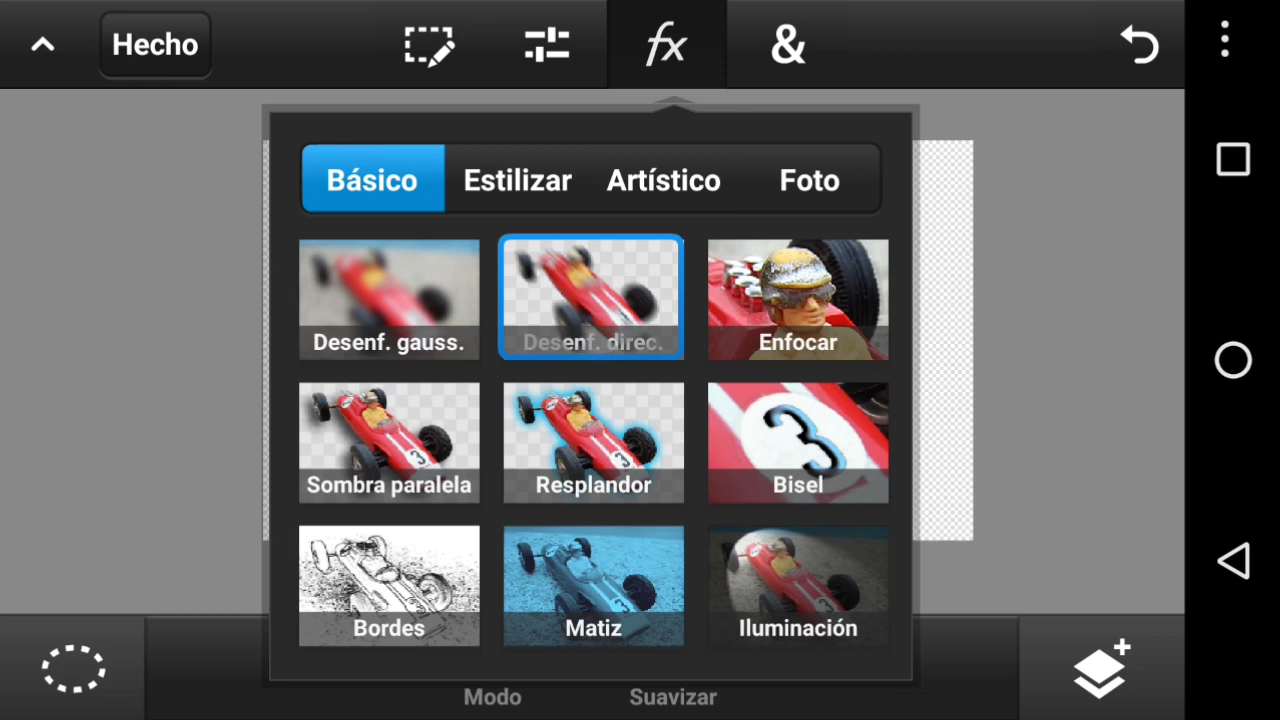 Hecho
fx
&
Básico Estilizar Artístico Foto
Desenf. gauss. Desenf. direc. Enfocar
Sombra paralela Resplandor Bisel
Bordes Matiz Iluminación
Modo Suavizar